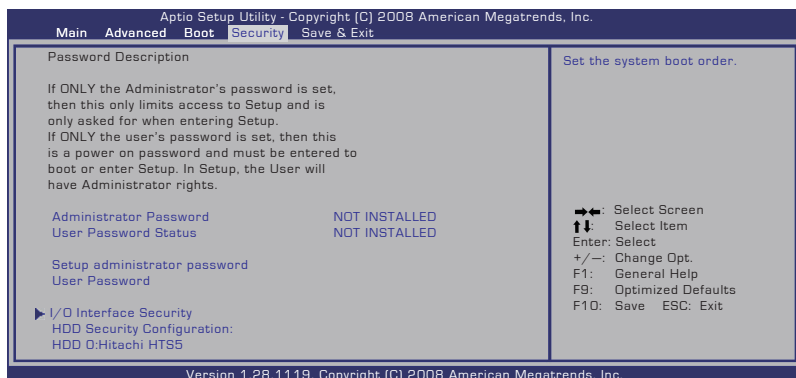 Aptio Setup Utility - Copyright (C) 2008 American Megatrends, Inc.
Main Advanced Boot Security Save & Exit
Password Description
If ONLY the Administrator's password is set,
then this only limits access to Setup and is
only asked for when entering Setup.
If ONLY the user's password is set, then this
is a power on password and must be entered to
boot or enter Setup. In Setup, the User will
have Administrator rights.
Administrator Password NOT INSTALLED
User Password Status NOT INSTALLED
Setup administrator password
User Password
I/O Interface Security
HDD Security Configuration:
HDD 0:Hitachi HTS5
Set the system boot order.
→←: Select Screen
↑↓: Select Item
Enter: Select
+/—: Change Opt.
F1: General Help
F9: Optimized Defaults
F10: Save ESC: Exit
Version 1.28.1119. Copyright (C) 2008 American Megatrends, Inc.